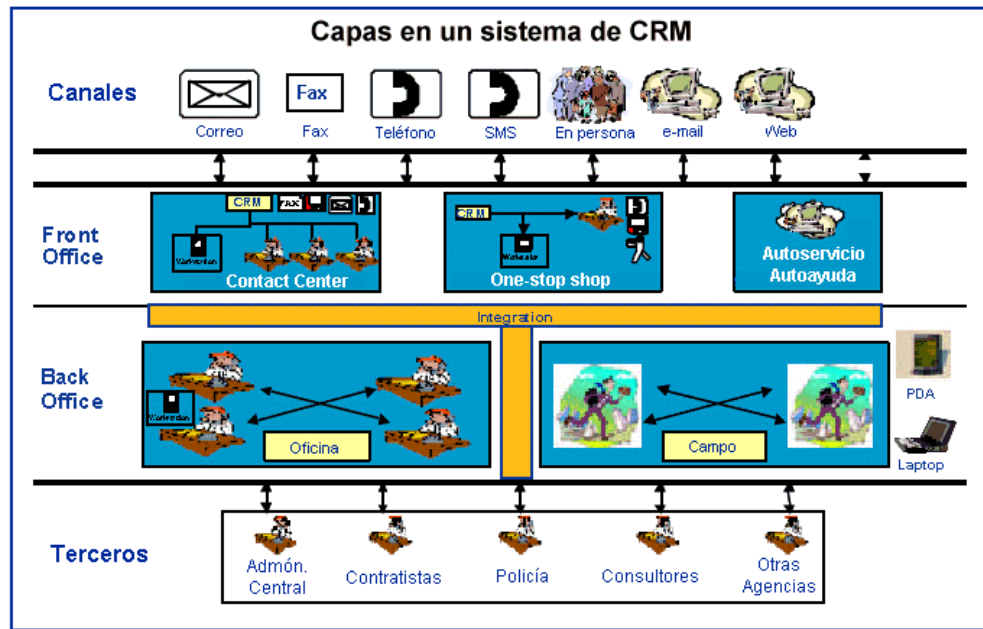 Capas en un sistema de CRM
Canales
Fax
Correo
Fax
Teléfono
SMS
En persona
e-mail
Web
Front
Office
CRM
FAX
Contact Center
CRM
One-stop shop
Autoservicio
Autoayuda
Integration
Back
Office
Oficina
Campo
PDA
Laptop
Terceros
Admón.
Central
Contratistas
Policía
Consultores
Otras
Agencias